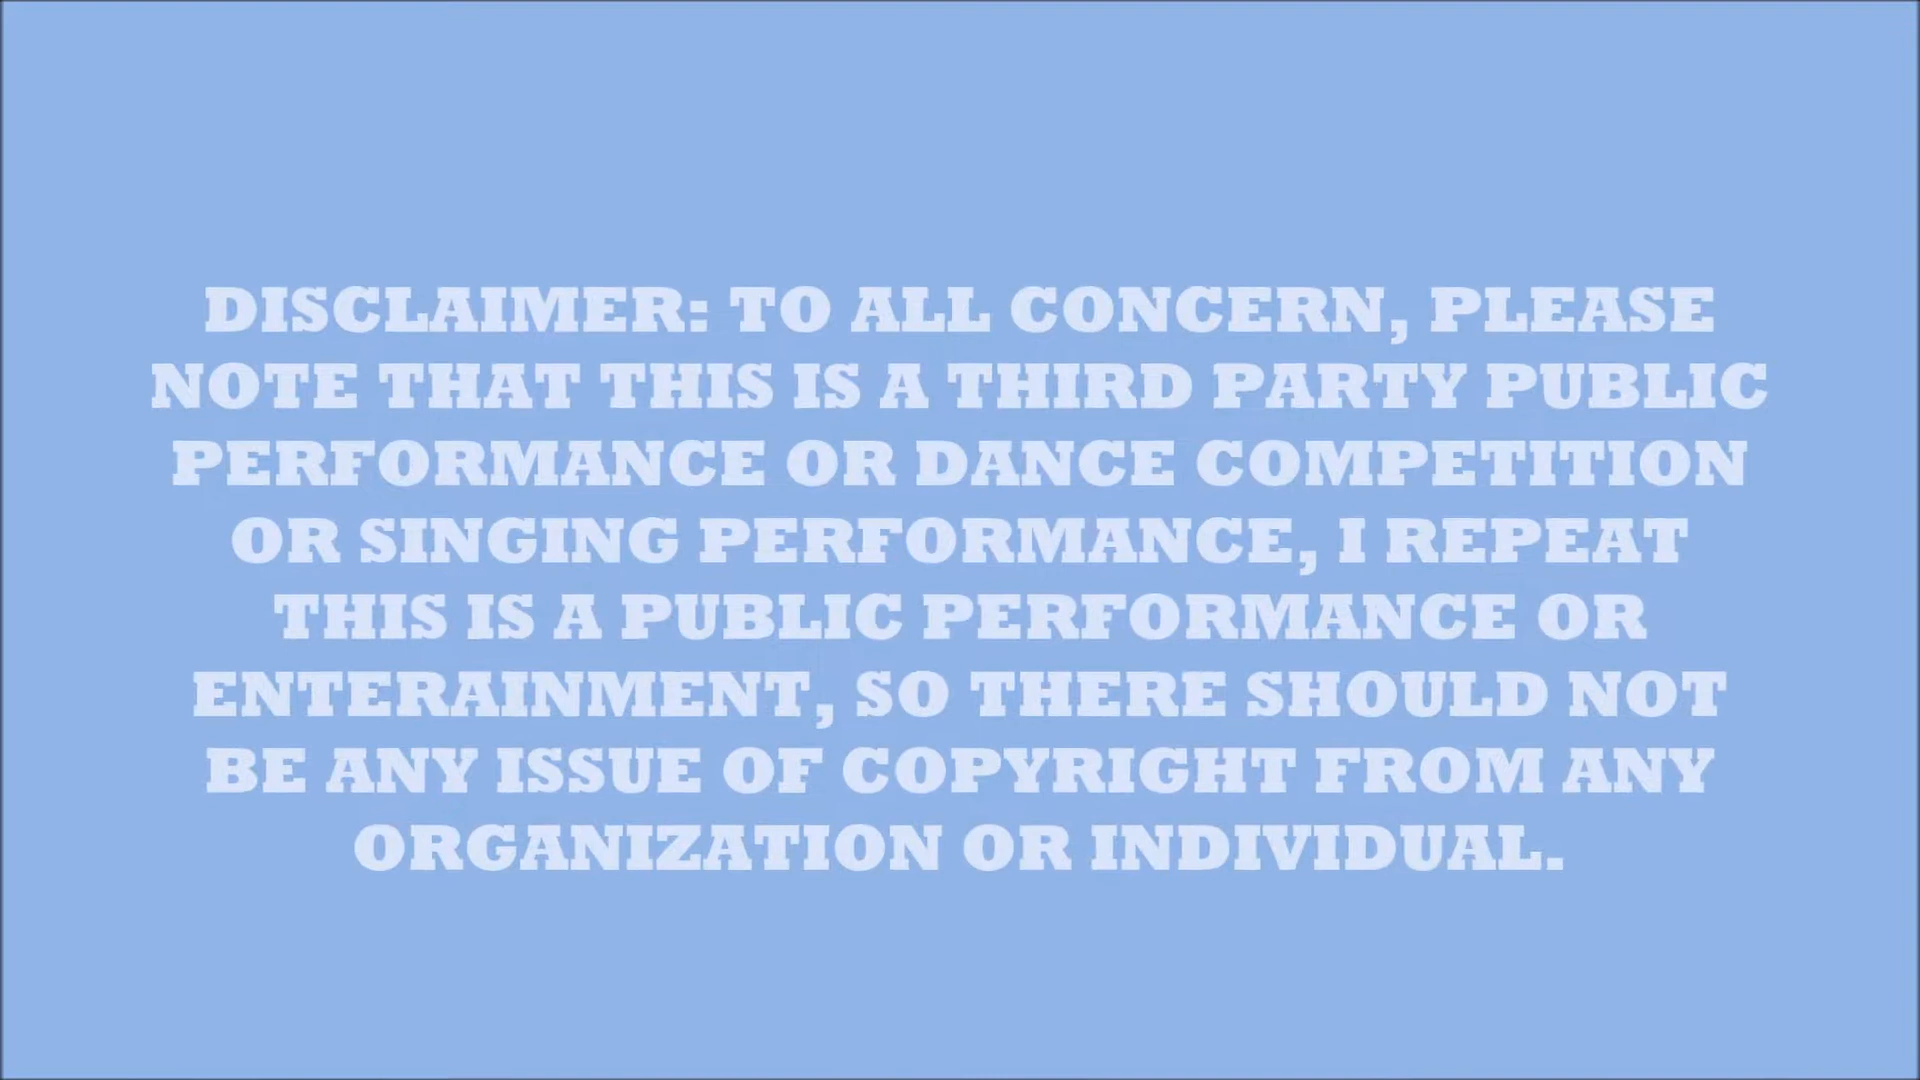 DISCLAIMER: TO ALL CONCERN, PLEASE
NOTE THAT THIS IS A THIRD PARTY PUBLIC
PERFORMANCE OR DANCE COMPETITION
OR SINGING PERFORMANCE, I REPEAT
THIS IS A PUBLIC PERFORMANCE OR
ENTERAINMENT, SO THERE SHOULD NOT
BE ANY ISSUE OF COPYRIGHT FROM ANY
ORGANIZATION OR INDIVIDUAL.